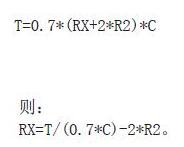 T=0.7*(RX+2*R2)*C
则：
RX=T/(0.7*C)-2*R2。